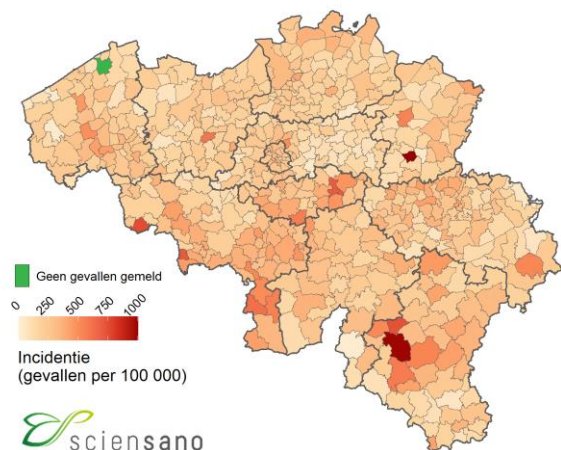 Geen gevallen gemeld
0 250 500 750 1000
Incidentie
(gevallen per 100 000)
sciensano